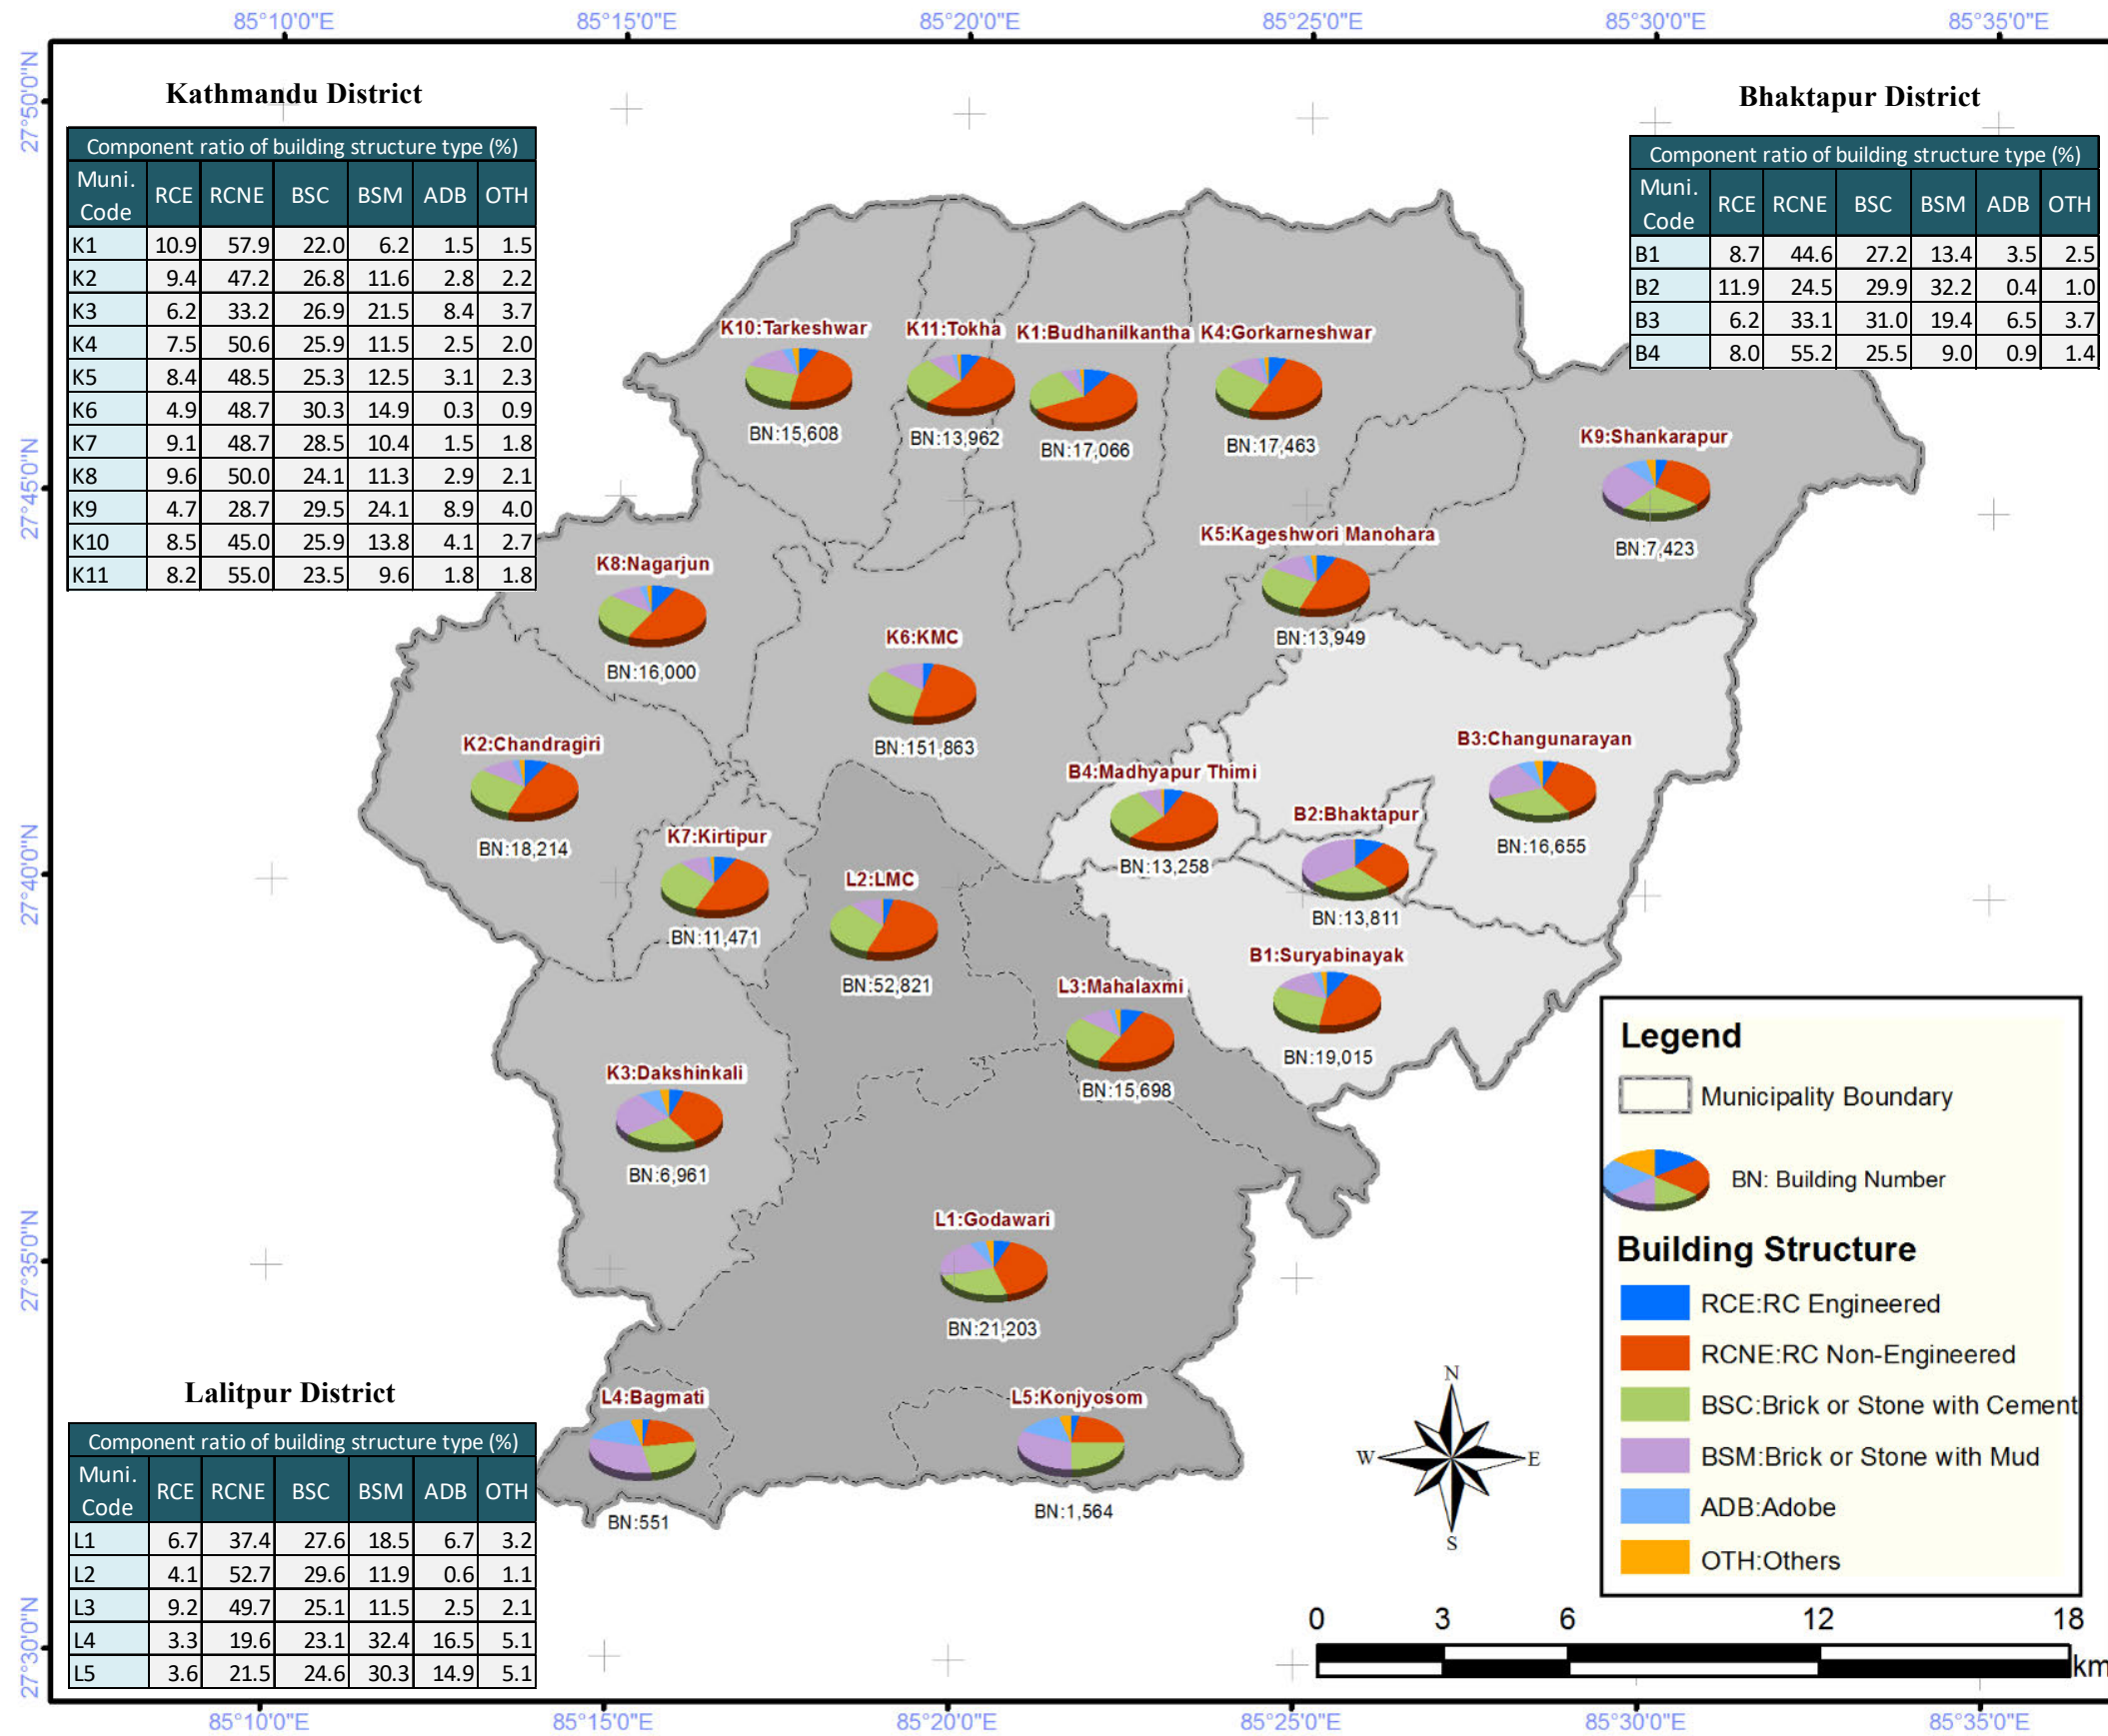 85°10'0"E 85°15'0"E 85°20'0"E 85°25'0"E 85°30'0"E 85°35'0"E
27°50'0"N
27°45'0"N
27°40'0"N
27°35'0"N
27°30'0"N
Kathmandu District
Component ratio of building structure type (%)
Muni. Code RCE RCNE BSC BSM ADB OTH
K1 10.9 57.9 22.0 6.2 1.5 1.5
K2 9.4 47.2 26.8 11.6 2.8 2.2
K3 6.2 33.2 26.9 21.5 8.4 3.7
K4 7.5 50.6 25.9 11.5 2.5 2.0
K5 8.4 48.5 25.3 12.5 3.1 2.3
K6 4.9 48.7 30.3 14.9 0.3 0.9
K7 9.1 48.7 28.5 10.4 1.5 1.8
K8 9.6 50.0 24.1 11.3 2.9 2.1
K9 4.7 28.7 29.5 24.1 8.9 4.0
K10 8.5 45.0 25.9 13.8 4.1 2.7
K11 8.2 55.0 23.5 9.6 1.8 1.8
Bhaktapur District
Component ratio of building structure type (%)
Muni. Code RCE RCNE BSC BSM ADB OTH
B1 8.7 44.6 27.2 13.4 3.5 2.5
B2 11.9 24.5 29.9 32.2 0.4 1.0
B3 6.2 33.1 31.0 19.4 6.5 3.7
B4 8.0 55.2 25.5 9.0 0.9 1.4
K10:Tarkeshwar
BN:15,608
K11:Tokha
BN:13,962
K1:Budhanilkantha
BN:17,066
K4:Gorkarneshwar
BN:17,463
K9:Shankarapur
BN:7,423
K5:Kageshwori Manohara
BN:13,949
K8:Nagarjun
BN:16,000
K6:KMC
BN:151,863
K2:Chandragiri
BN:18,214
B3:Changunarayan
BN:16,655
B4:Madhyapur Thimi
BN:13,258
B2:Bhaktapur
BN:13,811
K7:Kirtipur
BN:11,471
L2:LMC
BN:52,821
B1:Suryabinayak
BN:19,015
L3:Mahalaxmi
BN:15,698
K3:Dakshinkali
BN:6,961
L1:Godawari
BN:21,203
L4:Bagmati
BN:551
L5:Konjyosom
BN:1,564
Lalitpur District
Component ratio of building structure type (%)
Muni. Code RCE RCNE BSC BSM ADB OTH
L1 6.7 37.4 27.6 18.5 6.7 3.2
L2 4.1 52.7 29.6 11.9 0.6 1.1
L3 9.2 49.7 25.1 11.5 2.5 2.1
L4 3.3 19.6 23.1 32.4 16.5 5.1
L5 3.6 21.5 24.6 30.3 14.9 5.1
Legend
Municipality Boundary
BN: Building Number
Building Structure
RCE:RC Engineered
RCNE:RC Non-Engineered
BSC:Brick or Stone with Cement
BSM:Brick or Stone with Mud
ADB:Adobe
OTH:Others
N
W E
S
0 3 6 12 18
km
85°10'0"E 85°15'0"E 85°20'0"E 85°25'0"E 85°30'0"E 85°35'0"E